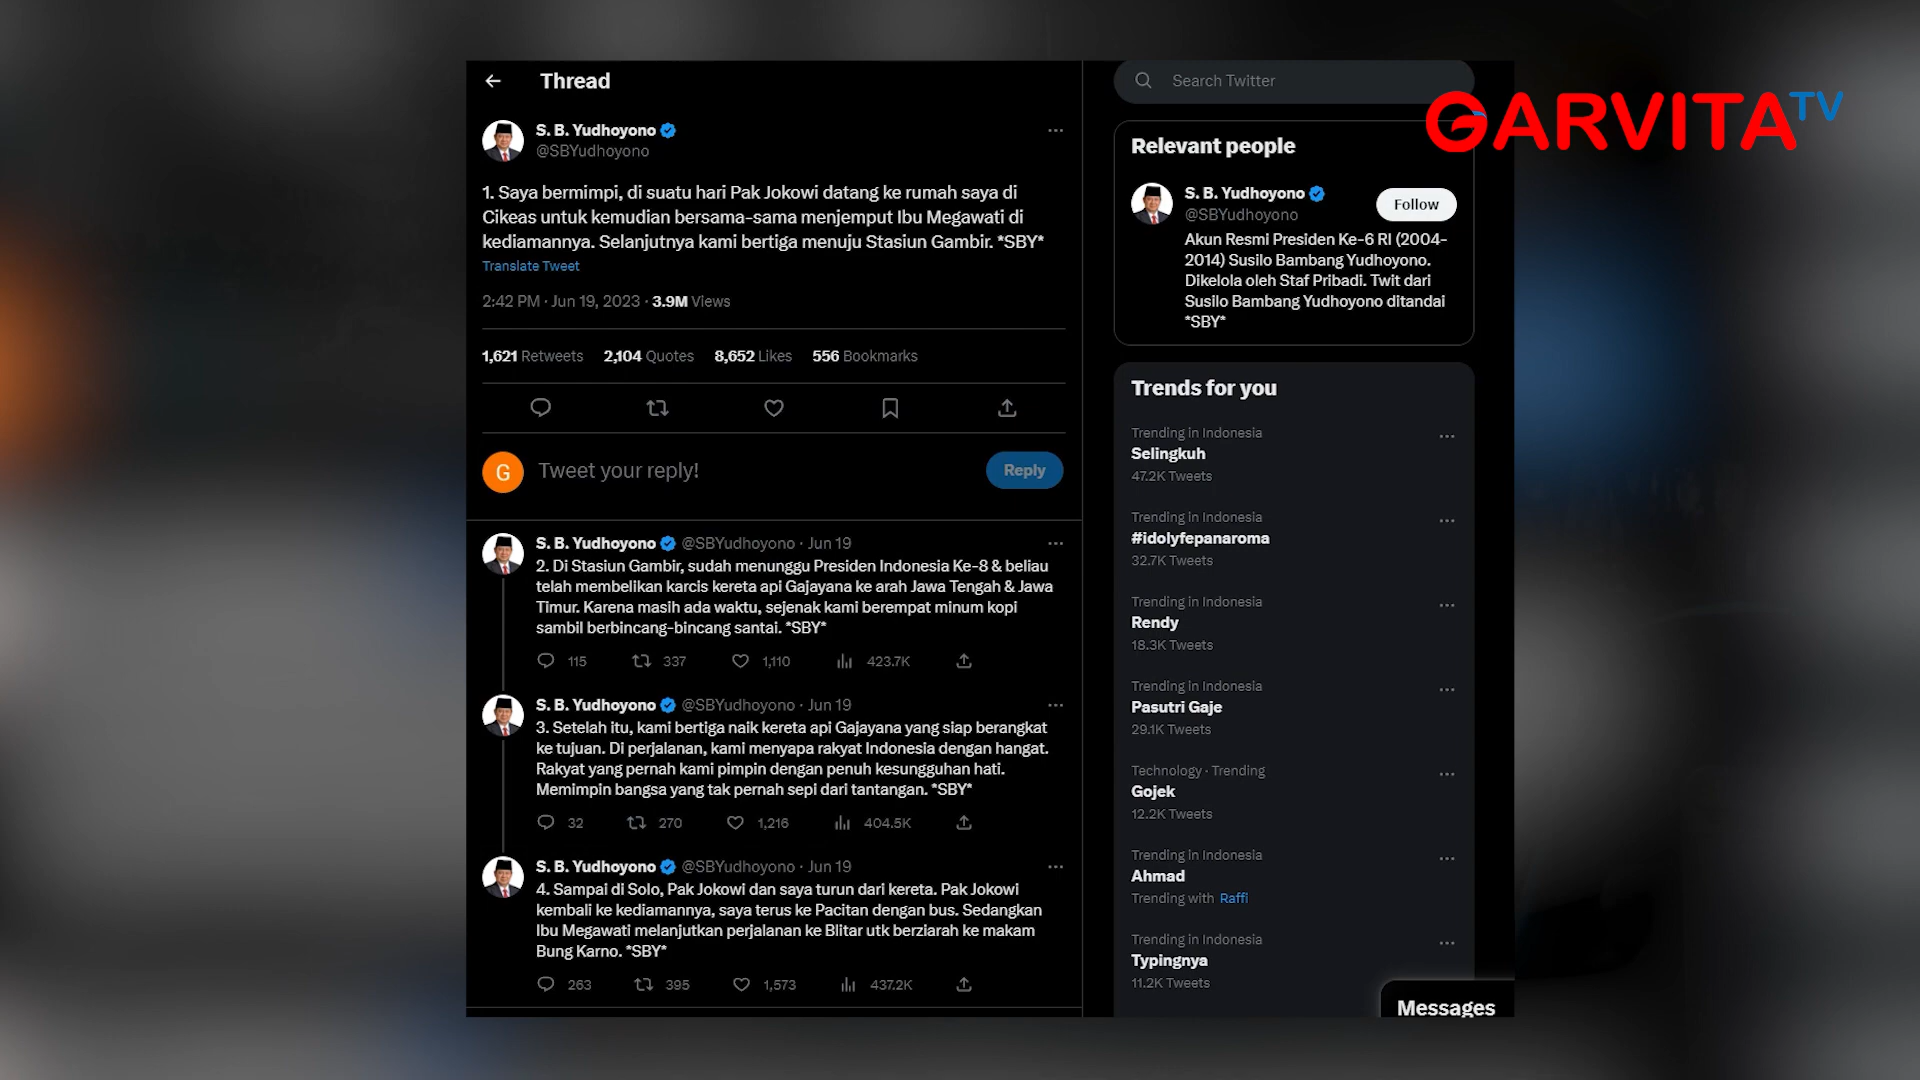 Thread
S. B. Yudhoyono
@SBYudhoyono
1. Saya bermimpi, di suatu hari Pak Jokowi datang ke rumah saya di
Cikeas untuk kemudian bersama-sama menjemput Ibu Megawati di
kediamannya. Selanjutnya kami bertiga menuju Stasiun Gambir. *SBY*
Translate Tweet
2:42 PM · Jun 19, 2023 · 3.9M Views
1,621 Retweets 2,104 Quotes 8,652 Likes 556 Bookmarks
G
Tweet your reply!
Reply
S. B. Yudhoyono @SBYudhoyono · Jun 19
2. Di Stasiun Gambir, sudah menunggu Presiden Indonesia Ke-8 & beliau
telah membelikan karcis kereta api Gajayana ke arah Jawa Tengah & Jawa
Timur. Karena masih ada waktu, sejenak kami berempat minum kopi
sambil berbincang-bincang santai. *SBY*
115 337 1,110 423.7K
S. B. Yudhoyono @SBYudhoyono · Jun 19
3. Setelah itu, kami bertiga naik kereta api Gajayana yang siap berangkat
ke tujuan. Di perjalanan, kami menyapa rakyat Indonesia dengan hangat.
Rakyat yang pernah kami pimpin dengan penuh kesungguhan hati.
Memimpin bangsa yang tak pernah sepi dari tantangan. *SBY*
32 270 1,216 404.5K
S. B. Yudhoyono @SBYudhoyono · Jun 19
4. Sampai di Solo, Pak Jokowi dan saya turun dari kereta. Pak Jokowi
kembali ke kediamannya, saya terus ke Pacitan dengan bus. Sedangkan
Ibu Megawati melanjutkan perjalanan ke Blitar utk berziarah ke makam
Bung Karno. *SBY*
263 395 1,573 437.2K
Search Twitter
GARVITA TV
Relevant people
S. B. Yudhoyono
@SBYudhoyono
Follow
Akun Resmi Presiden Ke-6 RI (2004-
2014) Susilo Bambang Yudhoyono.
Dikelola oleh Staf Pribadi. Twit dari
Susilo Bambang Yudhoyono ditandai
*SBY*
Trends for you
Trending in Indonesia
Selingkuh
47.2K Tweets
Trending in Indonesia
#idolyfepanaroma
32.7K Tweets
Trending in Indonesia
Rendy
18.3K Tweets
Trending in Indonesia
Pasutri Gaje
29.1K Tweets
Technology · Trending
Gojek
12.2K Tweets
Trending in Indonesia
Ahmad
Trending with Raffi
Trending in Indonesia
Typingnya
11.2K Tweets
Messages